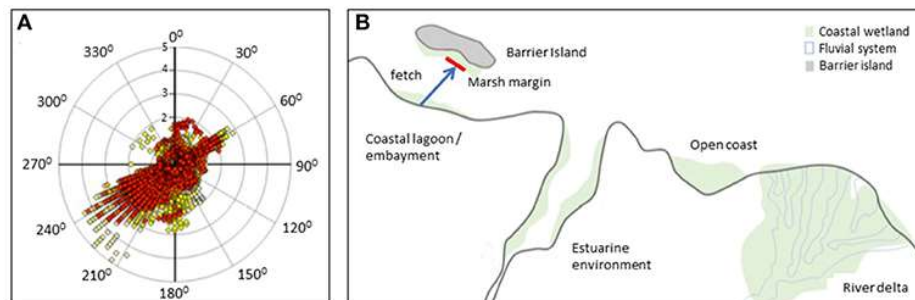 A
0⁰
30⁰
60⁰
90⁰
120⁰
150⁰
180⁰
210⁰
240⁰
270⁰
300⁰
330⁰
5
4
3
2
B
Barrier Island
Marsh margin
fetch
Coastal lagoon /
embayment
Estuarine
environment
Open coast
River delta
Coastal wetland
Fluvial system
Barrier island